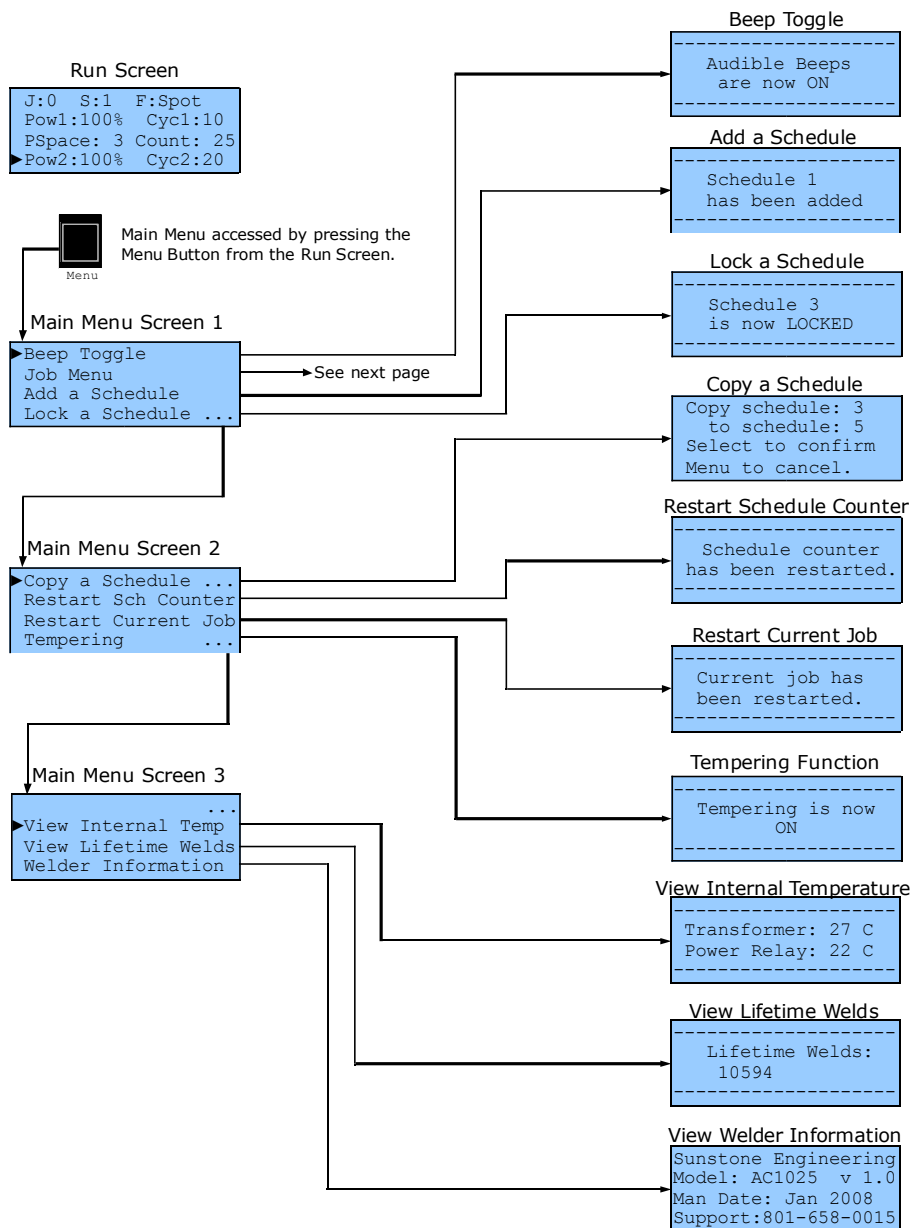 Run Screen
J:0 S:1 F:Spot
Pow1:100% Cyc1:10
PSpace: 3 Count: 25
Pow2:100% Cyc2:20
Menu
Main Menu accessed by pressing the
Menu Button from the Run Screen.
Main Menu Screen 1
Beep Toggle
Job Menu
See next page
Add a Schedule
Lock a Schedule ...
Main Menu Screen 2
Copy a Schedule ...
Restart Sch Counter
Restart Current Job
Tempering ...
Main Menu Screen 3
...
View Internal Temp
View Lifetime Welds
Welder Information
Beep Toggle
--------------------
Audible Beeps
are now ON
--------------------
Add a Schedule
--------------------
Schedule 1
has been added
--------------------
Lock a Schedule
--------------------
Schedule 3
is now LOCKED
--------------------
Copy a Schedule
Copy schedule: 3
to schedule: 5
Select to confirm
Menu to cancel.
Restart Schedule Counter
--------------------
Schedule counter
has been restarted.
--------------------
Restart Current Job
--------------------
Current job has
been restarted.
--------------------
Tempering Function
--------------------
Tempering is now
ON
--------------------
View Internal Temperature
--------------------
Transformer: 27 C
Power Relay: 22 C
--------------------
View Lifetime Welds
--------------------
Lifetime Welds:
10594
--------------------
View Welder Information
Sunstone Engineering
Model: AC1025 v 1.0
Man Date: Jan 2008
Support:801-658-0015